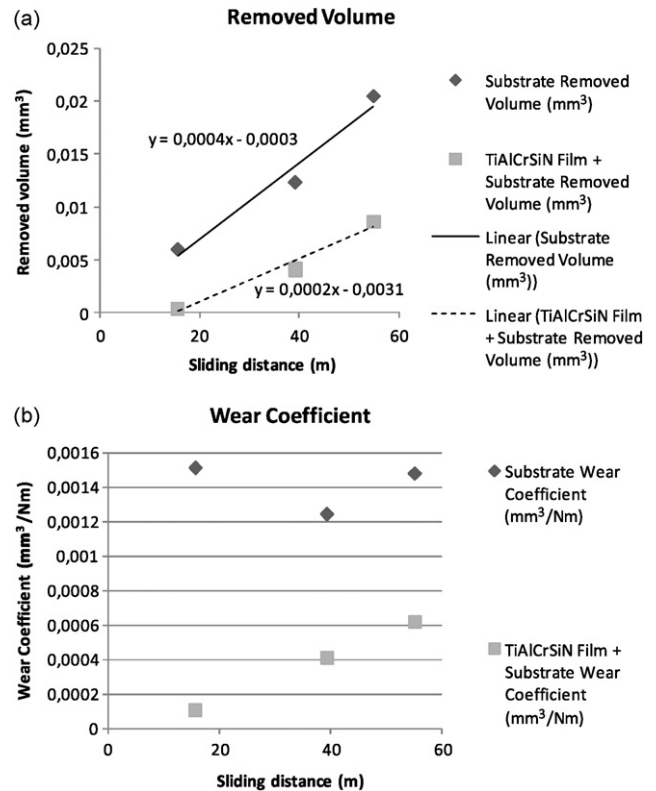 (a)
Removed Volume
0,025
0,02
0,015
0,01
0,005
0
Removed volume (mm³)
y = 0,0004x - 0,0003
y = 0,0002x - 0,0031
0 20 40 60
Sliding distance (m)
Substrate Removed
Volume (mm³)
TiAlCrSiN Film +
Substrate Removed
Volume (mm³)
Linear (Substrate
Removed Volume
(mm³))
Linear (TiAlCrSiN Film
+ Substrate Removed
Volume (mm³))
(b)
Wear Coefficient
0,0016
0,0014
0,0012
0,001
0,0008
0,0006
0,0004
0,0002
0
Wear Coefficient (mm³/Nm)
0 20 40 60
Sliding distance (m)
Substrate Wear
Coefficient
(mm³/Nm)
TiAlCrSiN Film +
Substrate Wear
Coefficient
(mm³/Nm)